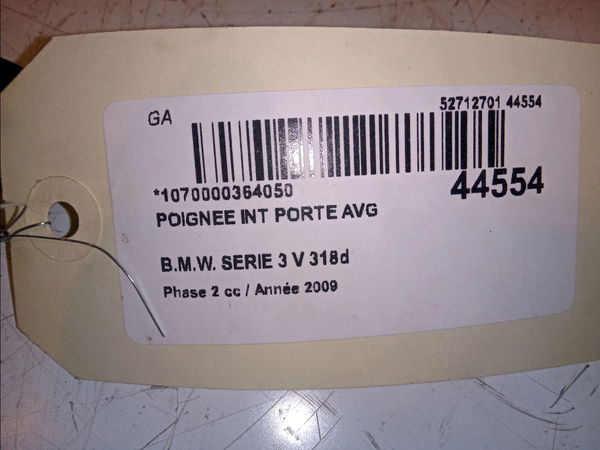 GA
52712701 44554
*1070000364050
44554
POIGNEE INT PORTE AVG
B.M.W. SERIE 3 V 318d
Phase 2 cc / Année 2009